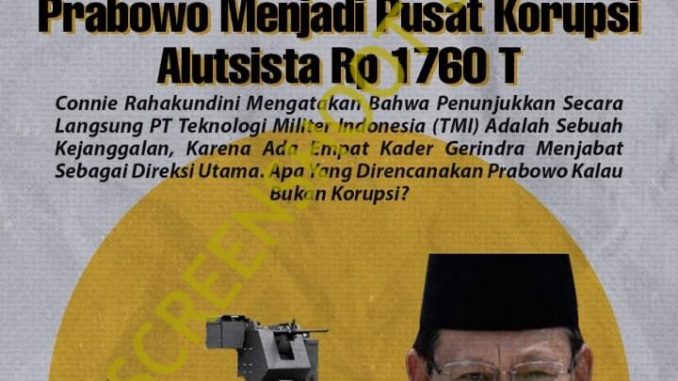 Prabowo Menjadi Pusat Korupsi
Alutsista Rp 1760 T
Connie Rahakundini Mengatakan Bahwa Penunjukkan Secara
Langsung PT Teknologi Militer Indonesia (TMI) Adalah Sebuah
Kejanggalan, Karena Ada Empat Kader Gerindra Menjabat
Sebagai Direksi Utama. Apa Yang Direncanakan Prabowo Kalau
Bukan Korupsi?